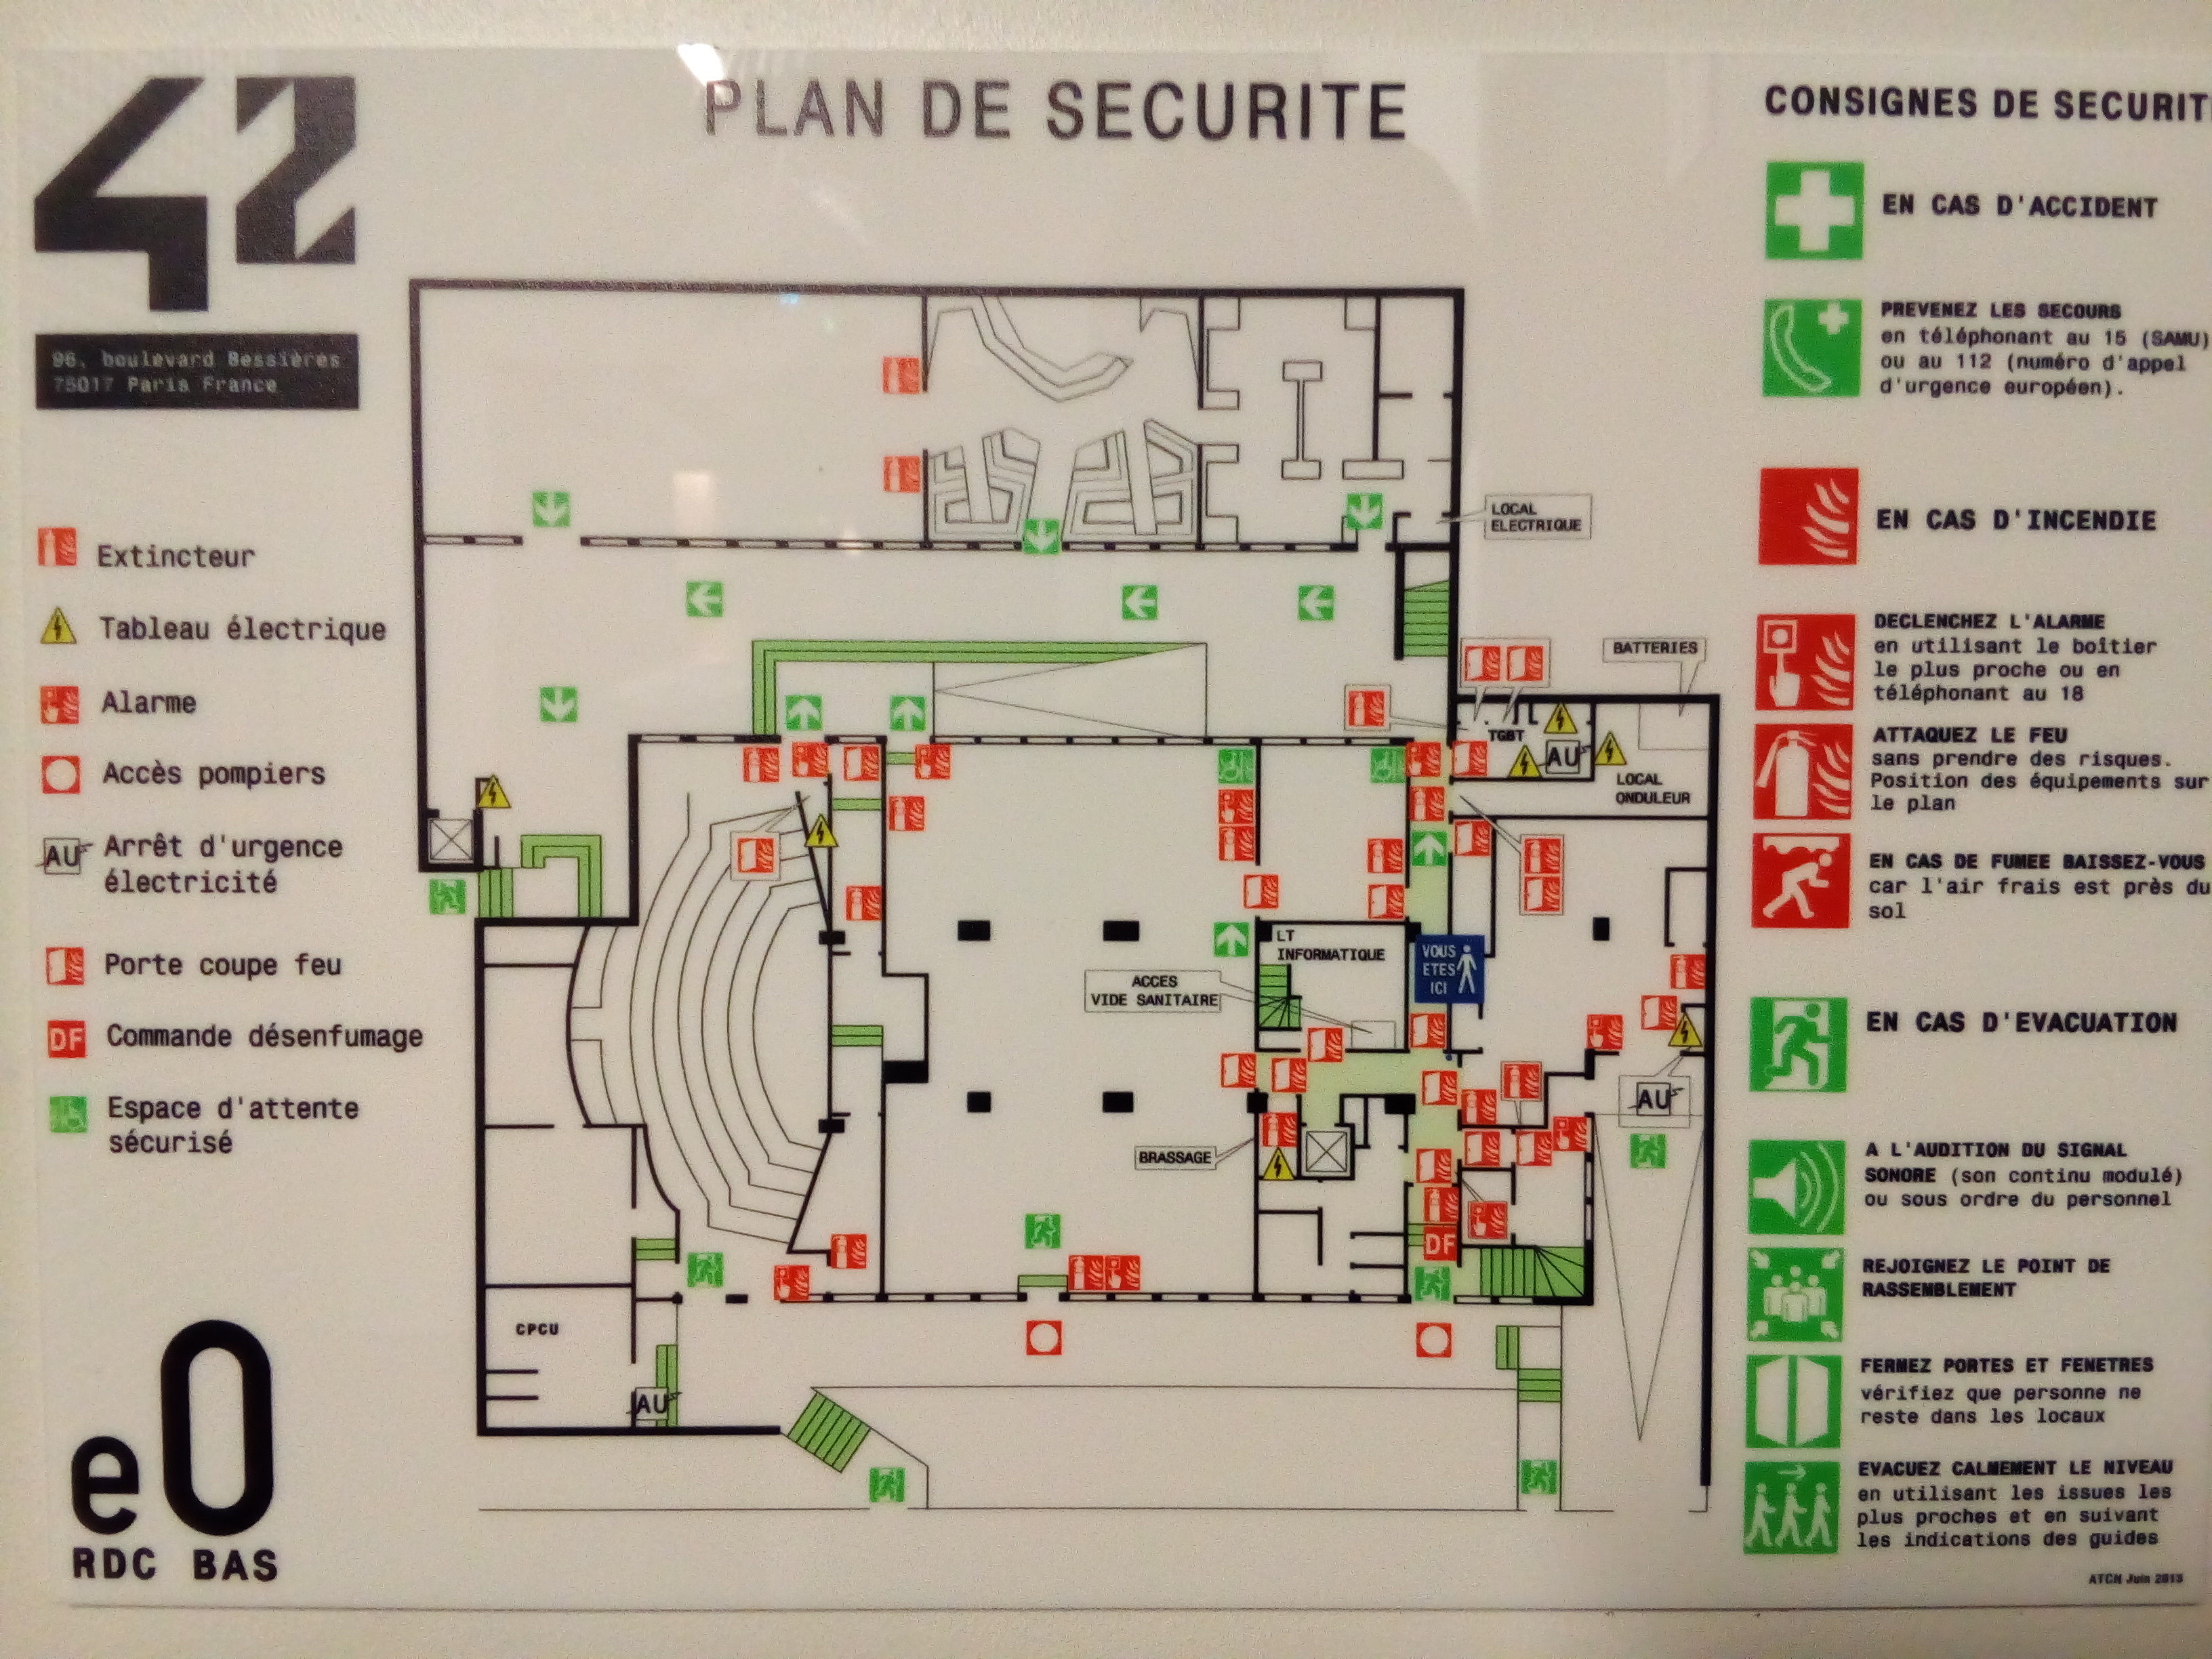 42
PLAN DE SECURITE
96, boulevard Bessières
75017 Paris France
Extincteur
Tableau électrique
Alarme
Accès pompiers
AU
Arrêt d'urgence
électricité
Porte coupe feu
DF
Commande désenfumage
Espace d'attente
sécurisé
e0
RDC BAS
LOCAL
ELECTRIQUE
BATTERIES
TGBT
AU
LOCAL
ONDULEUR
LT
INFORMATIQUE
VOUS
ETES
ICI
ACCES
VIDE SANITAIRE
AU
BRASSAGE
DF
CPCU
AU
CONSIGNES DE SECURIT
EN CAS D'ACCIDENT
PREVENEZ LES SECOURS
en téléphonant au 15 (SAMU)
ou au 112 (numéro d'appel
d'urgence européen).
EN CAS D'INCENDIE
DECLENCHEZ L'ALARME
en utilisant le boîtier
le plus proche ou en
téléphonant au 18
ATTAQUEZ LE FEU
sans prendre des risques.
Position des équipements sur
le plan
EN CAS DE FUMEE BAISSEZ-VOUS
car l'air frais est près du
sol
EN CAS D'EVACUATION
A L'AUDITION DU SIGNAL
SONORE (son continu modulé)
ou sous ordre du personnel
REJOIGNEZ LE POINT DE
RASSEMBLEMENT
FERMEZ PORTES ET FENETRES
vérifiez que personne ne
reste dans les locaux
EVACUEZ CALMEMENT LE NIVEAU
en utilisant les issues les
plus proches et en suivant
les indications des guides
ATCN Juin 2013